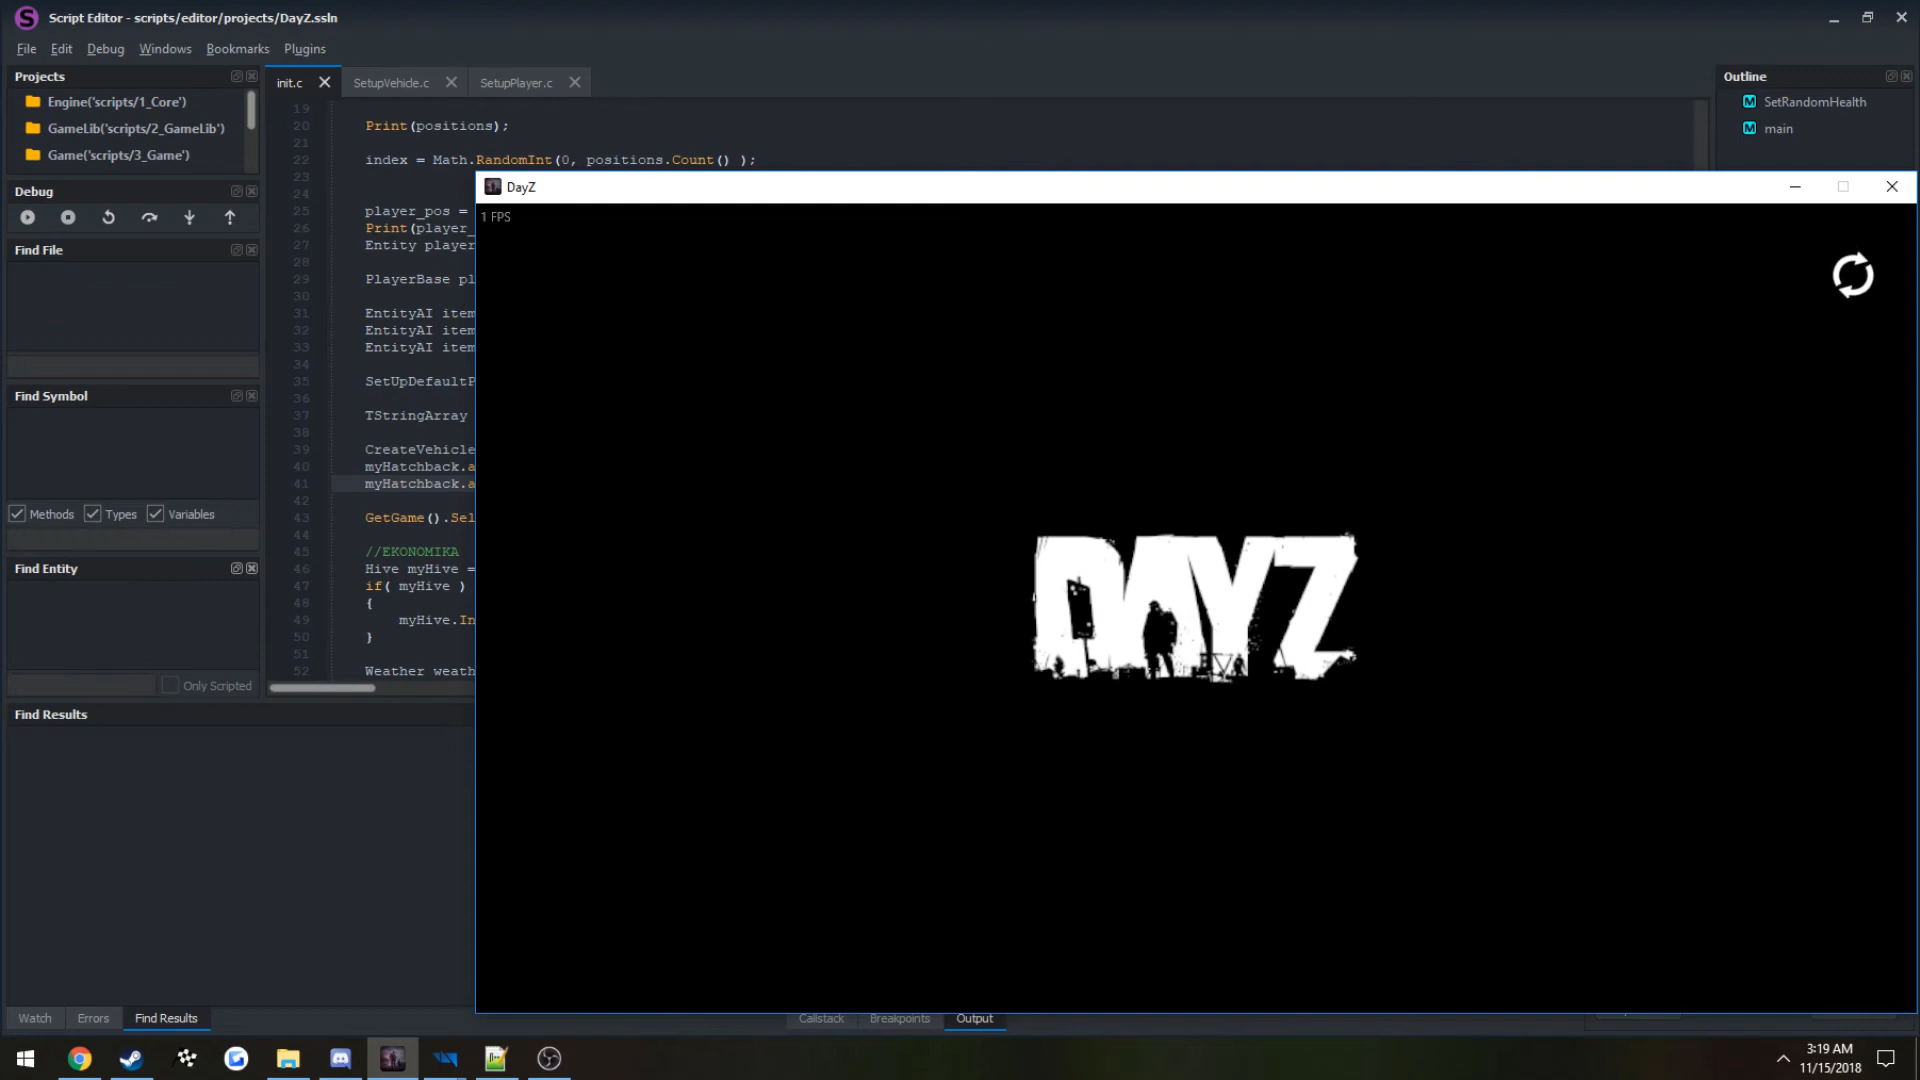 Script Editor - scripts/editor/projects/DayZ.ssln
File Edit Debug Windows Bookmarks Plugins
Projects
Engine('scripts/1_Core')
GameLib('scripts/2_GameLib')
Game('scripts/3_Game')
Debug
Find File
Find Symbol
Methods Types Variables
Find Entity
Only Scripted
Find Results
init.c SetupVehicle.c SetupPlayer.c
19
20 Print(positions);
21
22 index = Math.RandomInt(0, positions.Count() );
23
24
25 player_pos =
26 Print(player_
27 Entity player
28
29 PlayerBase pl
30
31 EntityAI item
32 EntityAI item
33 EntityAI item
34
35 SetUpDefaultP
36
37 TStringArray
38
39 CreateVehicle
40 myHatchback.a
41 myHatchback.a
42
43 GetGame().Sel
44
45 //EKONOMIKA
46 Hive myHive =
47 if( myHive )
48 {
49 myHive.In
50 }
51
52 Weather weath
Outline
SetRandomHealth
main
DayZ
1 FPS
DAYZ
Watch Errors Find Results
Callstack Breakpoints Output
3:19 AM
11/15/2018